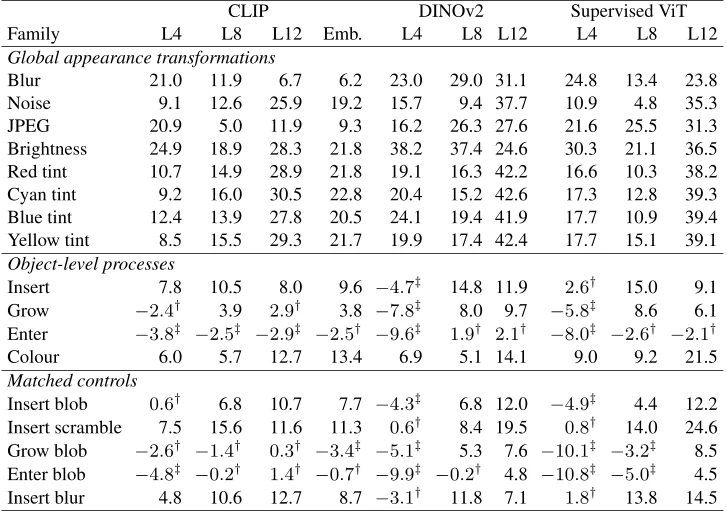 CLIP DINOv2 Supervised ViT
Family L4 L8 L12 Emb. L4 L8 L12 L4 L8 L12
Global appearance transformations
Blur 21.0 11.9 6.7 6.2 23.0 29.0 31.1 24.8 13.4 23.8
Noise 9.1 12.6 25.9 19.2 15.7 9.4 37.7 10.9 4.8 35.3
JPEG 20.9 5.0 11.9 9.3 16.2 26.3 27.6 21.6 25.5 31.3
Brightness 24.9 18.9 28.3 21.8 38.2 37.4 24.6 30.3 21.1 36.5
Red tint 10.7 14.9 28.9 21.8 19.1 16.3 42.2 16.6 10.3 38.2
Cyan tint 9.2 16.0 30.5 22.8 20.4 15.2 42.6 17.3 12.8 39.3
Blue tint 12.4 13.9 27.8 20.5 24.1 19.4 41.9 17.7 10.9 39.4
Yellow tint 8.5 15.5 29.3 21.7 19.9 17.4 42.4 17.7 15.1 39.1
Object-level processes
Insert 7.8 10.5 8.0 9.6 −4.7‡ 14.8 11.9 2.6† 15.0 9.1
Grow −2.4† 3.9 2.9† 3.8 −7.8‡ 8.0 9.7 −5.8‡ 8.6 6.1
Enter −3.8‡ −2.5‡ −2.9‡ −2.5† −9.6‡ 1.9† 2.1† −8.0‡ −2.6† −2.1†
Colour 6.0 5.7 12.7 13.4 6.9 5.1 14.1 9.0 9.2 21.5
Matched controls
Insert blob 0.6† 6.8 10.7 7.7 −4.3‡ 6.8 12.0 −4.9‡ 4.4 12.2
Insert scramble 7.5 15.6 11.6 11.3 0.6† 8.4 19.5 0.8† 14.0 24.6
Grow blob −2.6† −1.4† 0.3† −3.4‡ −5.1‡ 5.3 7.6 −10.1‡ −3.2‡ 8.5
Enter blob −4.8‡ −0.2† 1.4† −0.7† −9.9‡ −0.2† 4.8 −10.8‡ −5.0‡ 4.5
Insert blur 4.8 10.6 12.7 8.7 −3.1† 11.8 7.1 1.8† 13.8 14.5